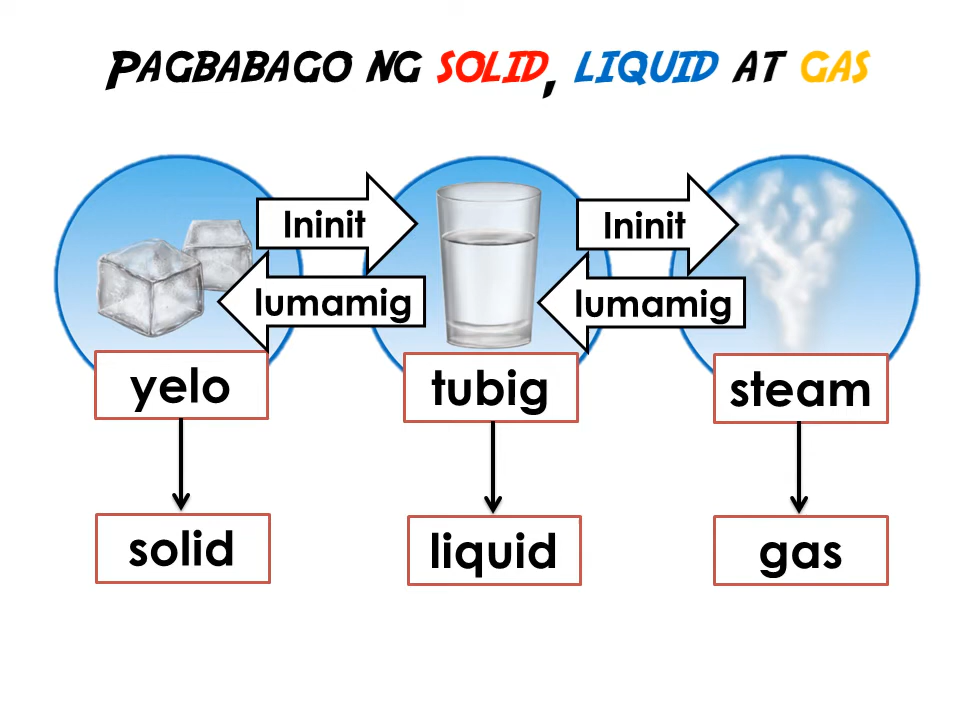 Pagbabago ng solid, liquid at gas
Ininit
Ininit
lumamig
lumamig
yelo
tubig
steam
solid
liquid
gas